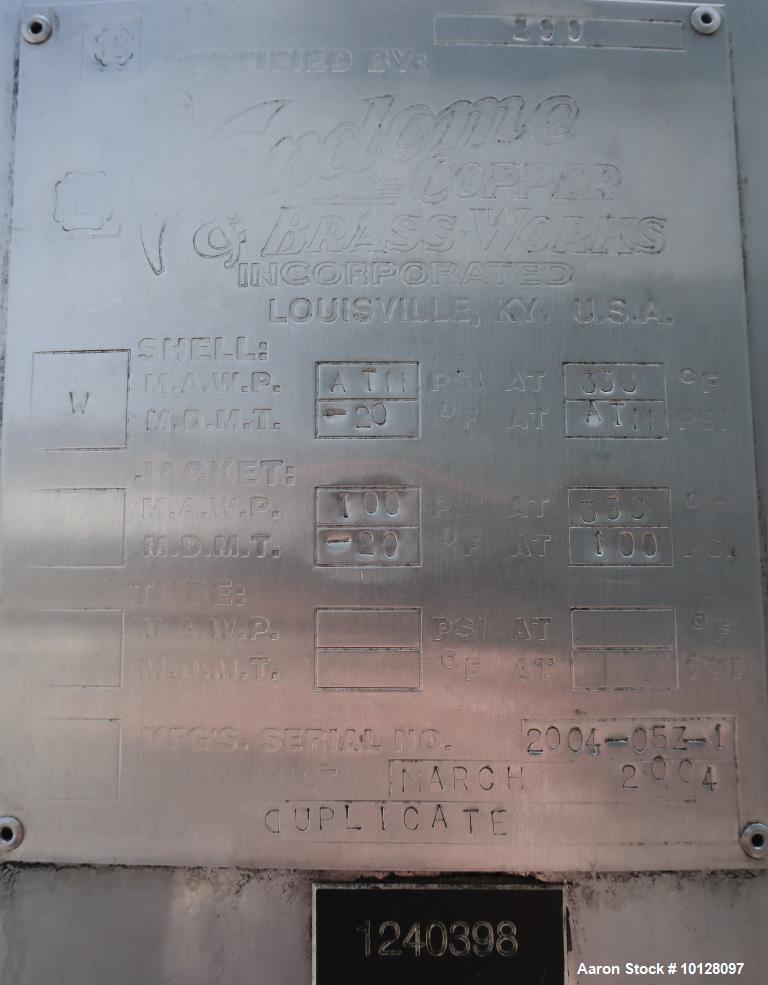 299
CERTIFIED BY:
Vendome
COPPER
& BRASS WORKS
INCORPORATED
LOUISVILLE, KY. U.S.A.
SHELL:
W M.A.W.P. ATM PSI AT 338 °F
M.D.M.T. -20 °F AT ATM PSI
JACKET:
M.A.W.P. 100 PSI AT 338 °F
M.D.M.T. -20 °F AT 100 PSI
TUBE:
M.A.W.P. PSI AT °F
M.D.M.T. °F AT PSI
MFG'S. SERIAL NO. 2004-05Z-1
MARCH 2004
DUPLICATE
1240398
Aaron Stock # 10128097